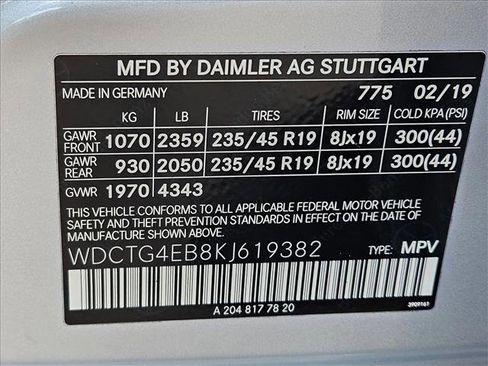 MFD BY DAIMLER AG STUTTGART
MADE IN GERMANY 775 02/19
KG LB TIRES RIM SIZE COLD KPA (PSI)
GAWR FRONT 1070 2359 235/45 R19 8Jx19 300(44)
GAWR REAR 930 2050 235/45 R19 8Jx19 300(44)
GVWR 1970 4343
THIS VEHICLE CONFORMS TO ALL APPLICABLE FEDERAL MOTOR VEHICLE
SAFETY AND THEFT PREVENTION STANDARDS IN EFFECT ON THE DATE
OF MANUFACTURE SHOWN ABOVE.
WDCTG4EB8KJ619382 TYPE: MPV
A 204 817 78 20 3909161